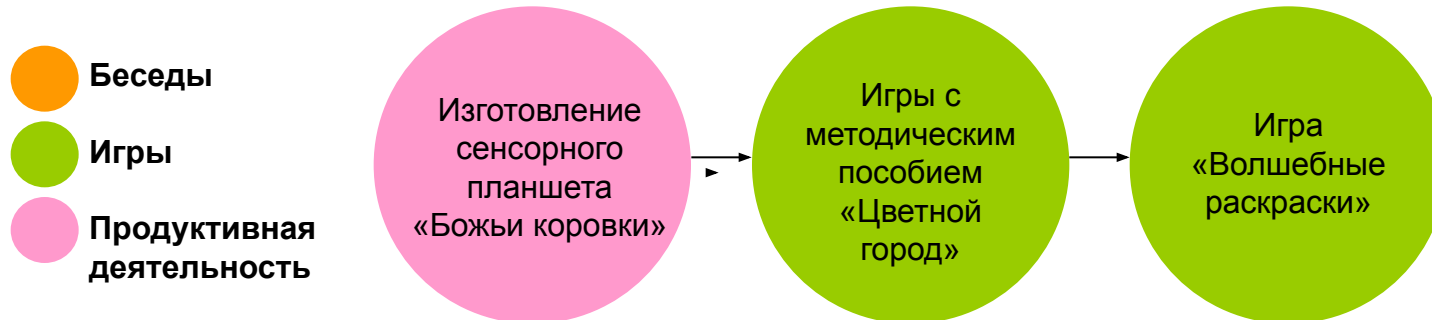 Беседы
Игры
Продуктивная
деятельность
Изготовление
сенсорного
планшета
«Божьи коровки»
Игры с
методическим
пособием
«Цветной
город»
Игра
«Волшебные
раскраски»